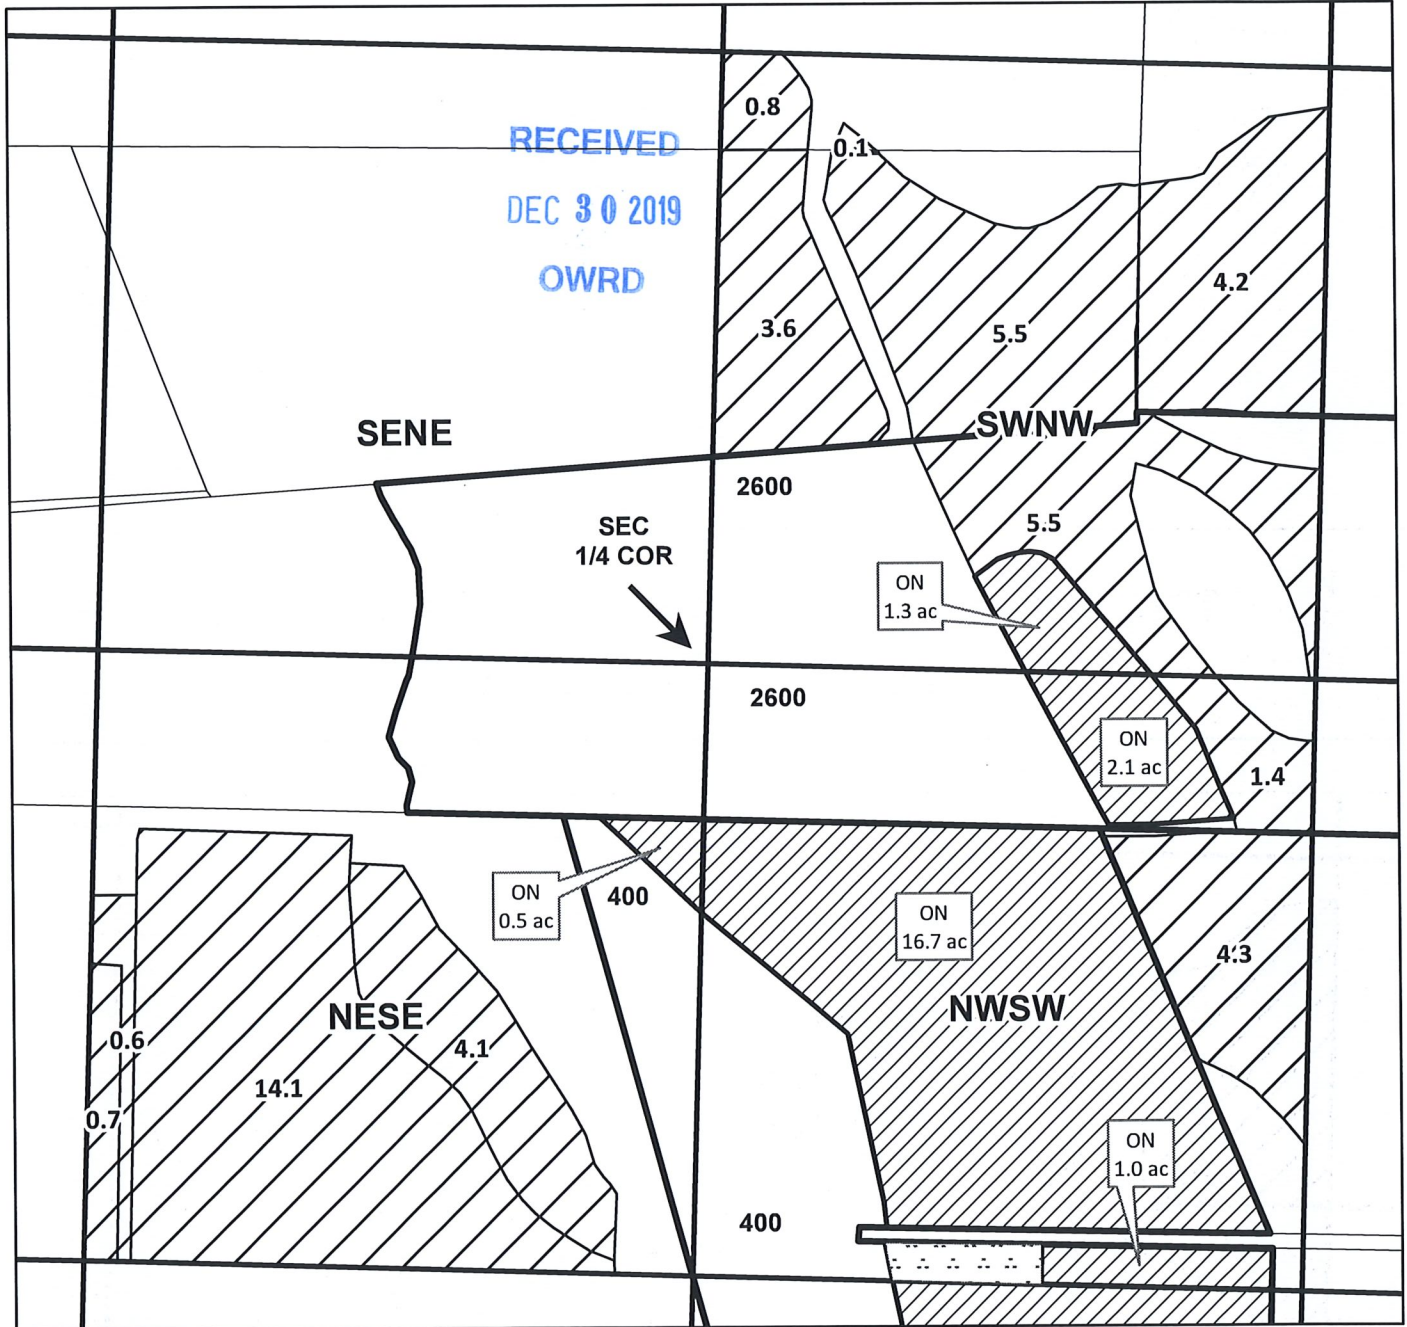 0.8
RECEIVED
0.1
DEC 30 2019
OWRD
4.2
3.6
5.5
SENE
SWNW
2600
SEC
1/4 COR
5.5
ON
1.3 ac
2600
ON
2.1 ac
1.4
ON
0.5 ac
400
ON
16.7 ac
4.3
NESE
NWSW
0.6
4.1
14.1
0.7
ON
1.0 ac
400